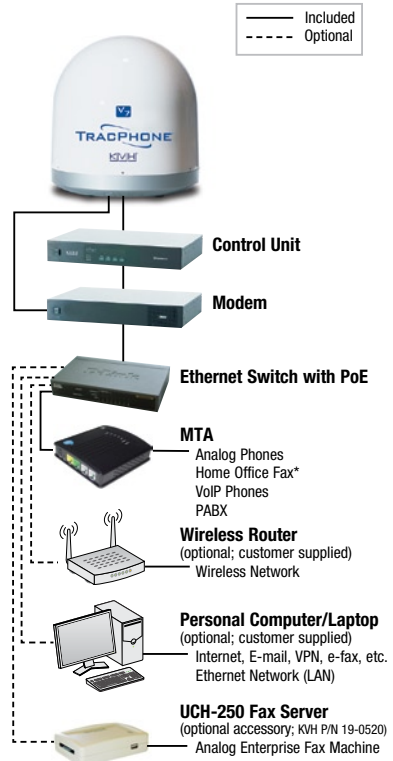 Included
Optional
V7
TRACPHONE
KVH
Control Unit
Modem
Ethernet Switch with PoE
MTA
Analog Phones
Home Office Fax*
VoIP Phones
PABX
Wireless Router
(optional; customer supplied)
Wireless Network
Personal Computer/Laptop
(optional; customer supplied)
Internet, E-mail, VPN, e-fax, etc.
Ethernet Network (LAN)
UCH-250 Fax Server
(optional accessory; KVH P/N 19-0520)
Analog Enterprise Fax Machine